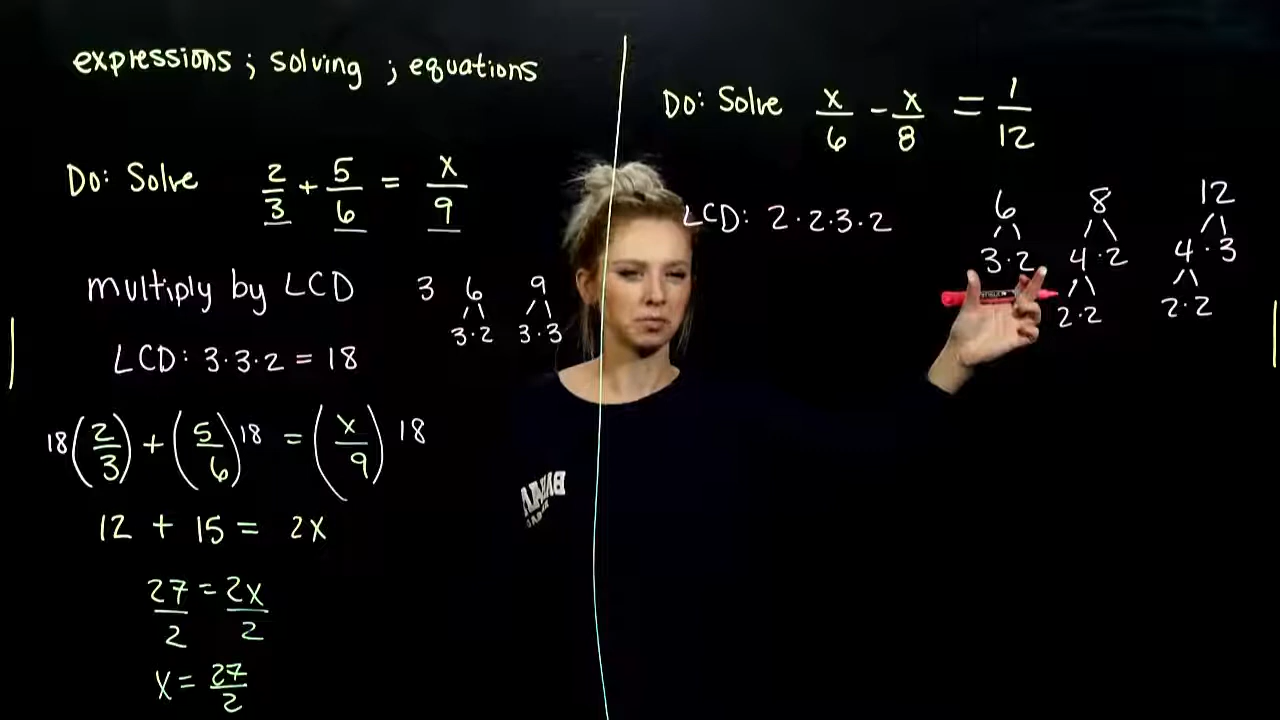 expressions ; solving ; equations
Do: Solve 2/3 + 5/6 = x/9
multiply by LCD
3 6 9
3·2 3·3
LCD: 3·3·2 = 18
18(2/3) + (5/6)18 = (x/9) 18
12 + 15 = 2x
27/2 = 2x/2
x = 27/2
Do: Solve x/6 - x/8 = 1/12
LCD: 2·2·3·2
6 8 12
3·2 4·2 4·3
2·2 2·2